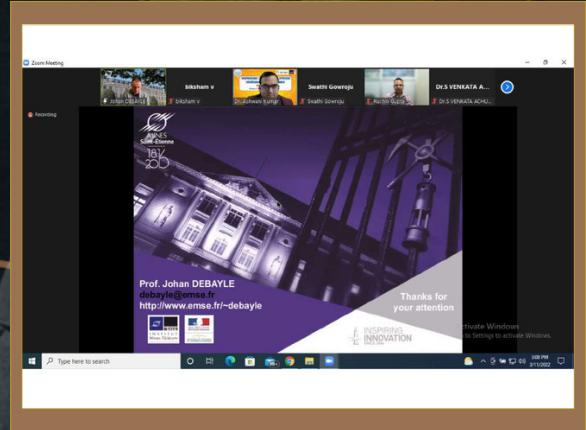 Zoom Meeting
biksham v
Swathi Gowroju
Dr.S VENKATA A...
Johan DEBAYLE
biksham v
Dr. Ashwani Kumar
Swathi Gowroju
Ruchin Gupta
Dr.S VENKATA ACHU...
Recording
MINES
Saint-Etienne
Prof. Johan DEBAYLE
debayle@emse.fr
http://www.emse.fr/~debayle
Thanks for
your attention
INSPIRING
INNOVATION
Activate Windows
Go to Settings to activate Windows.
Type here to search
3:08 PM
3/11/2022